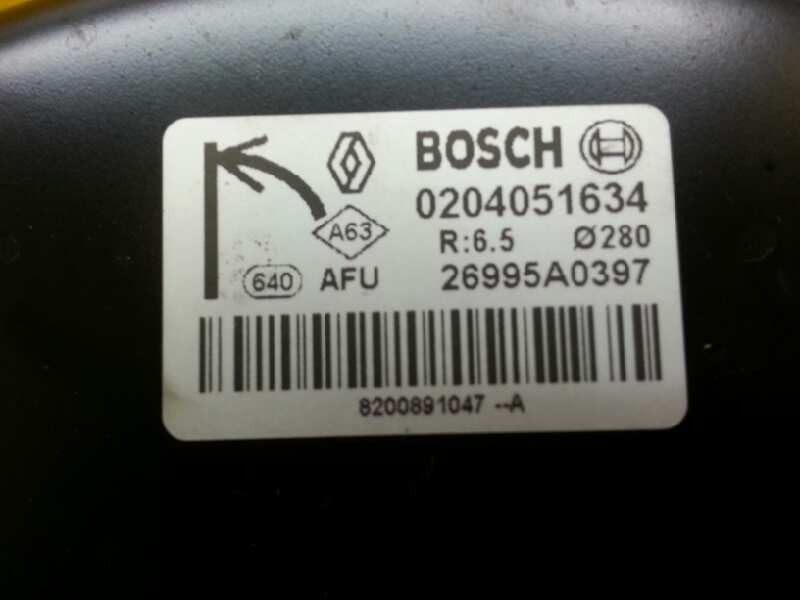 BOSCH
0204051634
A63
R:6.5 Ø280
640 AFU 26995A0397
8200891047 --A